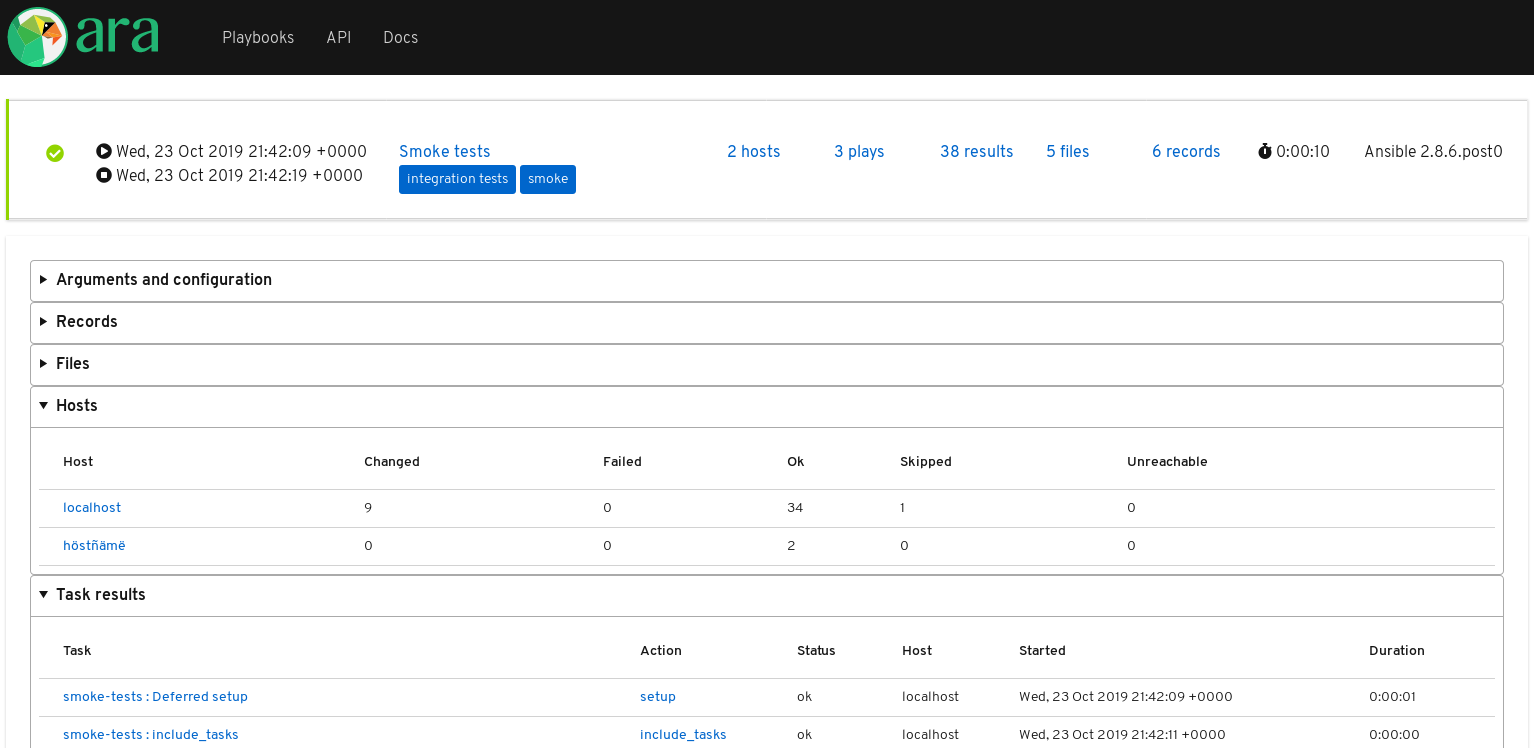 ara Playbooks API Docs
Wed, 23 Oct 2019 21:42:09 +0000 Smoke tests 2 hosts 3 plays 38 results 5 files 6 records 0:00:10 Ansible 2.8.6.post0
Wed, 23 Oct 2019 21:42:19 +0000 integration tests smoke
Arguments and configuration
Records
Files
Hosts
Host Changed Failed Ok Skipped Unreachable
localhost 9 0 34 1 0
höstñämë 0 0 2 0 0
Task results
Task Action Status Host Started Duration
smoke-tests : Deferred setup setup ok localhost Wed, 23 Oct 2019 21:42:09 +0000 0:00:01
smoke-tests : include_tasks include_tasks ok localhost Wed, 23 Oct 2019 21:42:11 +0000 0:00:00